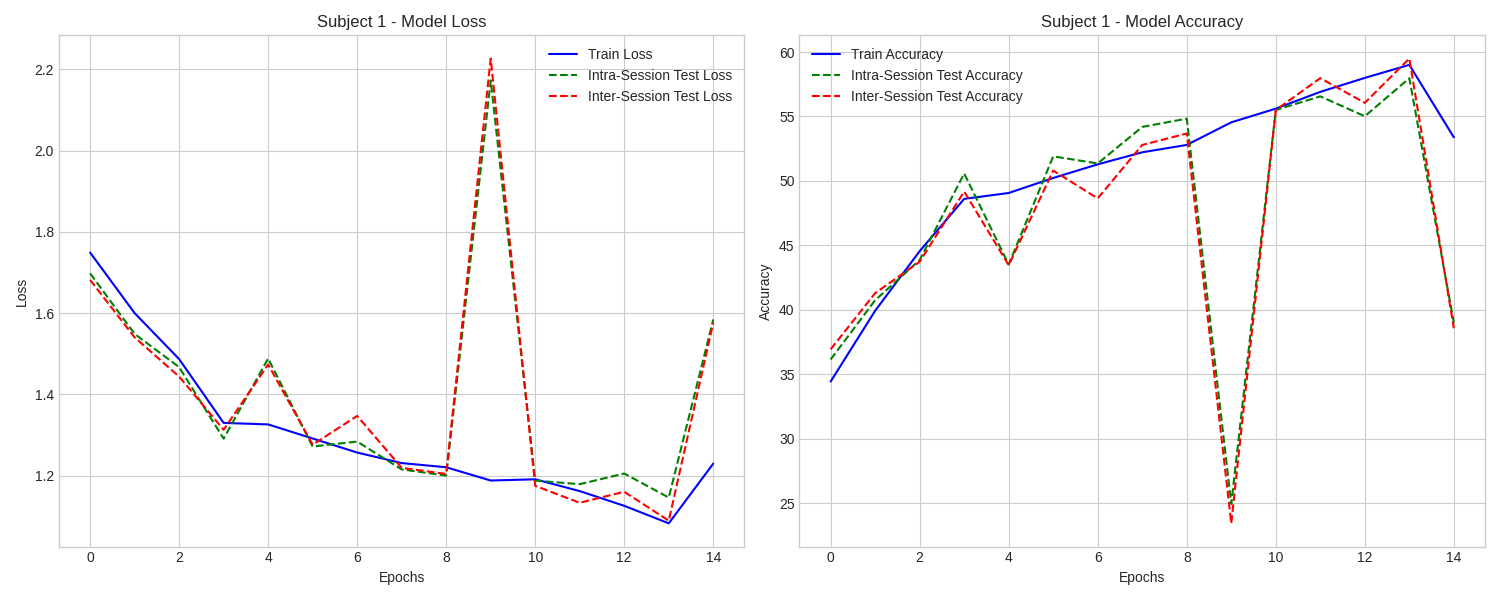 Subject 1 - Model Loss
Train Loss
Intra-Session Test Loss
Inter-Session Test Loss
2.2
2.0
1.8
1.6
1.4
1.2
Loss
0 2 4 6 8 10 12 14
Epochs
Subject 1 - Model Accuracy
Train Accuracy
Intra-Session Test Accuracy
Inter-Session Test Accuracy
60
55
50
45
40
35
30
25
Accuracy
0 2 4 6 8 10 12 14
Epochs